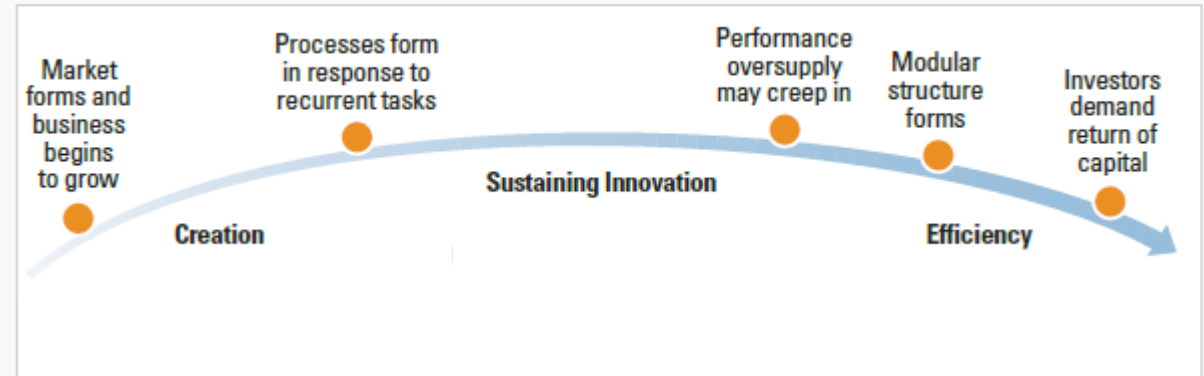 Market
forms and
business
begins
to grow
Processes form
in response to
recurrent tasks
Performance
oversupply
may creep in
Modular
structure
forms
Investors
demand
return of
capital
Creation
Sustaining Innovation
Efficiency